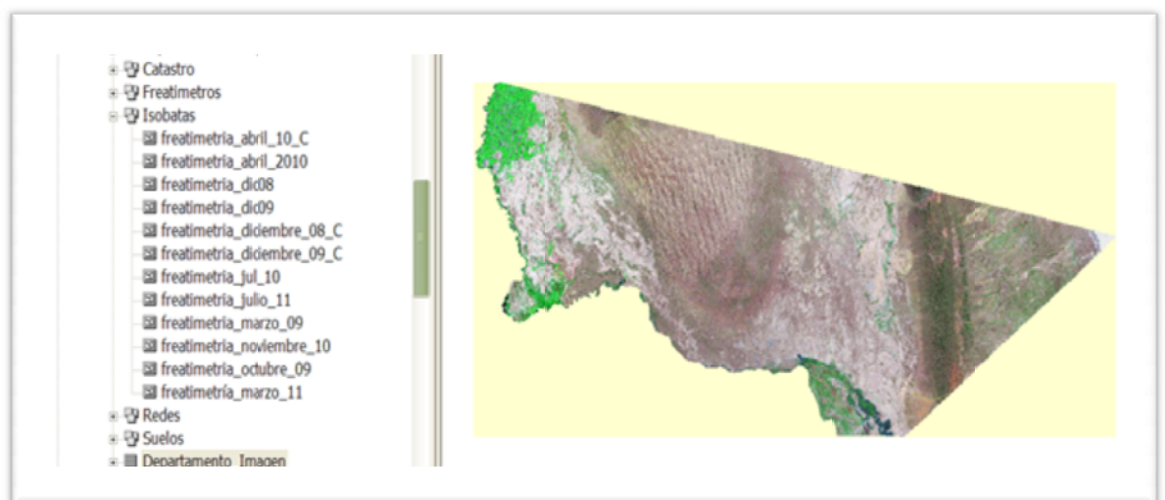 Catastro
Freatimetros
Isobatas
freatimetria_abril_10_C
freatimetria_abril_2010
freatimetria_dic08
freatimetria_dic09
freatimetria_diciembre_08_C
freatimetria_diciembre_09_C
freatimetria_jul_10
freatimetria_julio_11
freatimetria_marzo_09
freatimetria_noviembre_10
freatimetria_octubre_09
freatimetría_marzo_11
Redes
Suelos
Departamento_Imagen